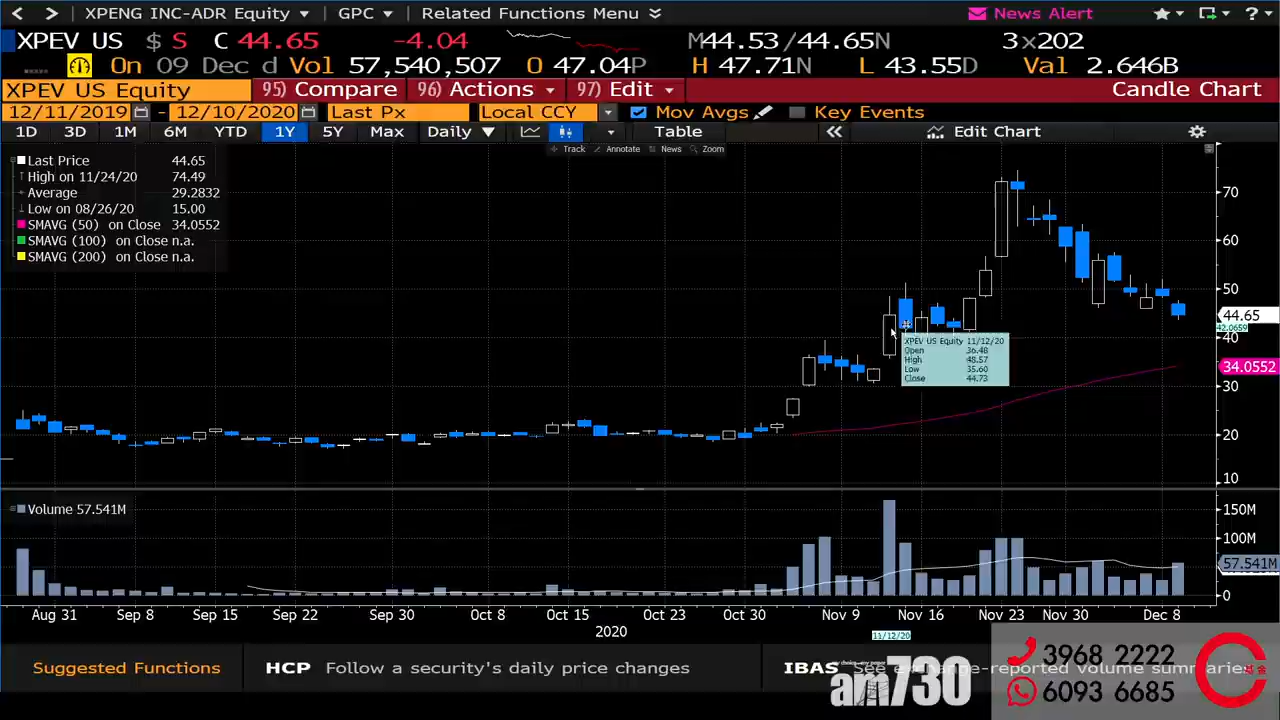 XPENG INC-ADR Equity GPC Related Functions Menu News Alert ?
XPEV US $ S C 44.65 -4.04 M44.53/44.65N 3x202
On 09 Dec d Vol 57,540,507 O 47.04P H 47.71N L 43.55D Val 2.646B
XPEV US Equity 95) Compare 96) Actions 97) Edit Candle Chart
12/11/2019 - 12/10/2020 Last Px Local CCY Mov Avgs Key Events
1D 3D 1M 6M YTD 1Y 5Y Max Daily Table Edit Chart
Track Annotate News Zoom
Last Price 44.65
High on 11/24/20 74.49
Average 29.2832
Low on 08/26/20 15.00
SMAVG (50) on Close 34.0552
SMAVG (100) on Close n.a.
SMAVG (200) on Close n.a.
70
60
50
44.65
42.0659
40
34.0552
30
20
10
XPEV US Equity 11/12/20
Open 36.48
High 48.57
Low 35.60
Close 44.73
Volume 57.541M
150M
100M
57.541M
0
Aug 31 Sep 8 Sep 15 Sep 22 Sep 30 Oct 8 Oct 15 Oct 23 Oct 30 Nov 9 Nov 16 Nov 23 Nov 30 Dec 8
2020
11/12/20
Suggested Functions HCP Follow a security's daily price changes IBAS See exchange-reported volume summaries
am730
3968 2222
6093 6685